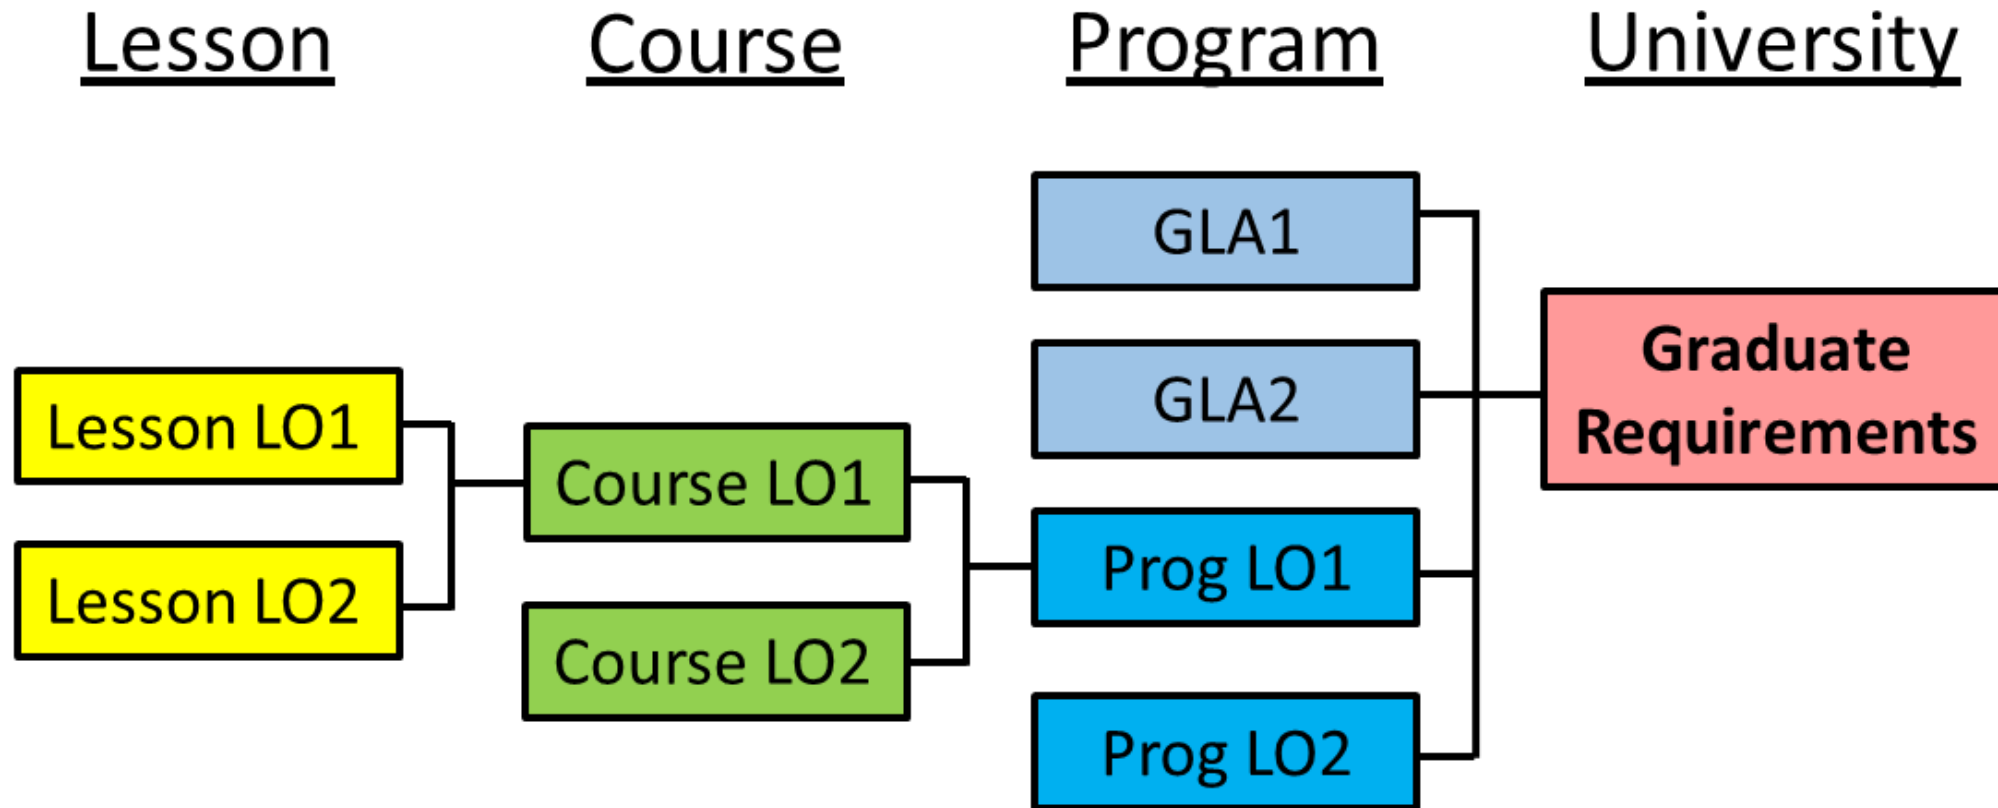 Lesson Course Program University
GLA1
GLA2
Graduate
Requirements
Lesson LO1
Lesson LO2
Course LO1
Course LO2
Prog LO1
Prog LO2